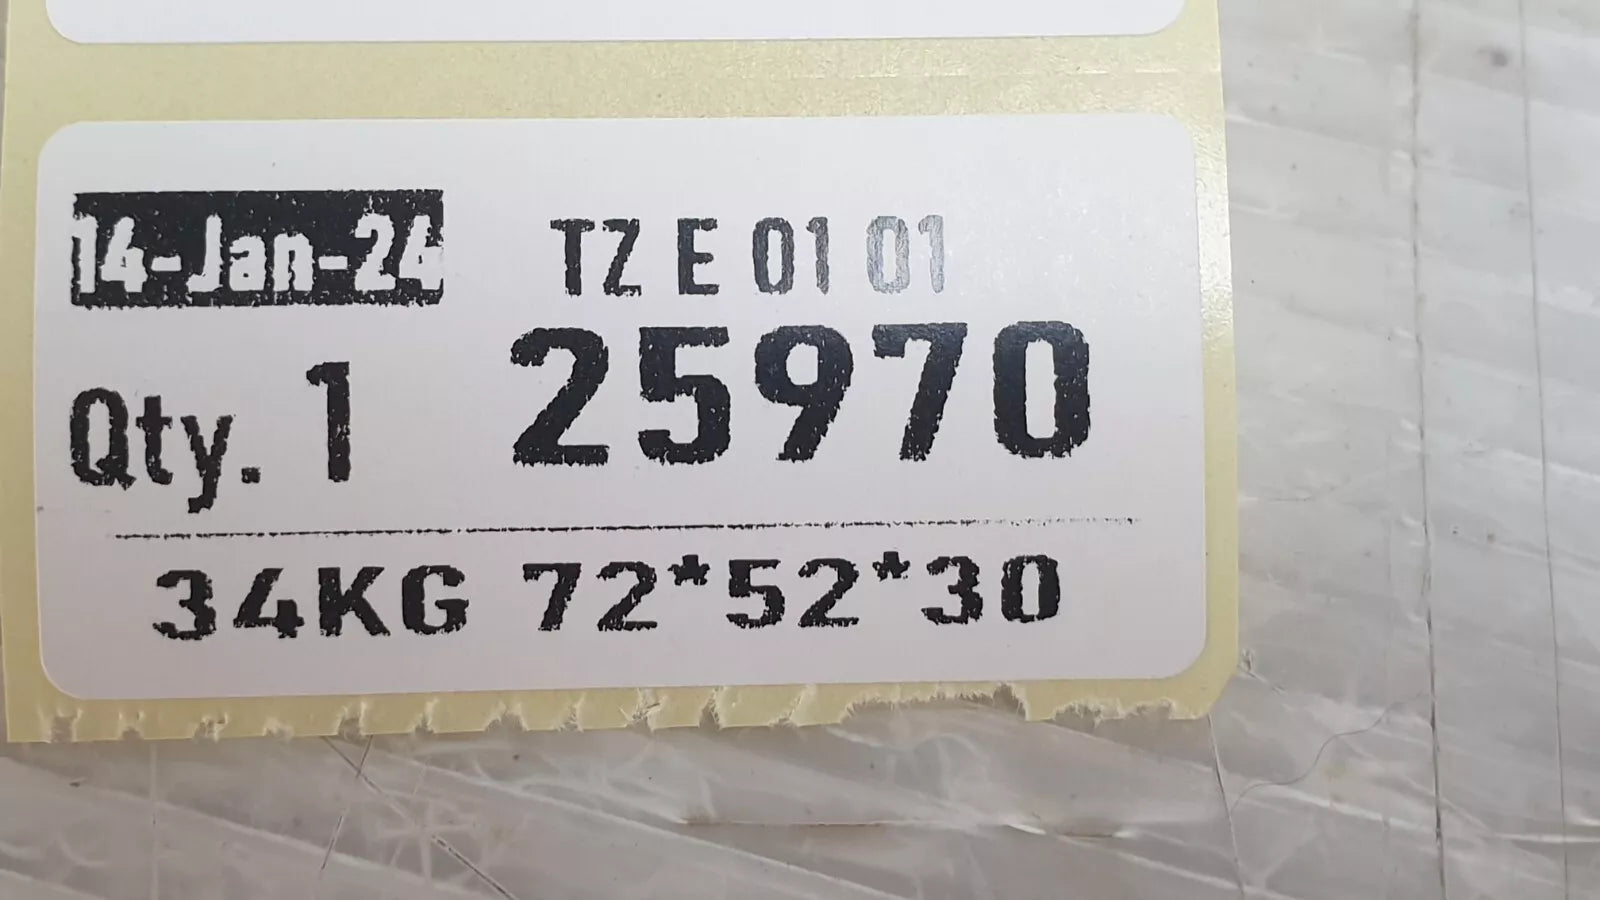 14-Jan-24 TZ E 01 01
Qty. 1 25970
34KG 72*52*30